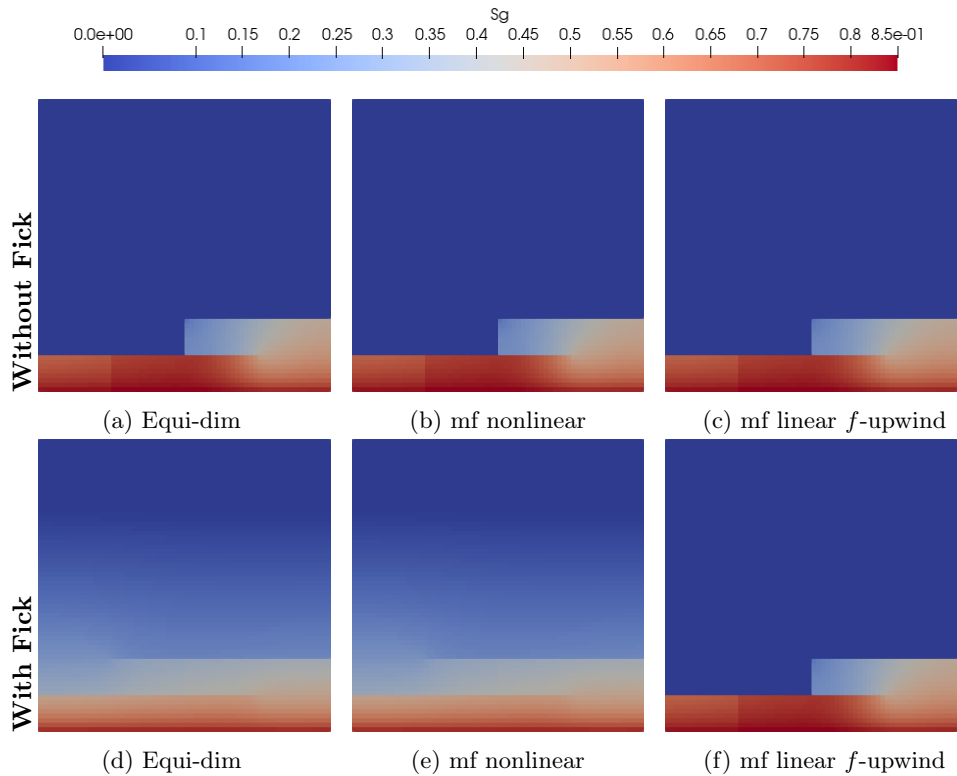 Sg
0.0e+00 0.1 0.15 0.2 0.25 0.3 0.35 0.4 0.45 0.5 0.55 0.6 0.65 0.7 0.75 0.8 8.5e-01
Without Fick
(a) Equi-dim
(b) mf nonlinear
(c) mf linear f-upwind
With Fick
(d) Equi-dim
(e) mf nonlinear
(f) mf linear f-upwind